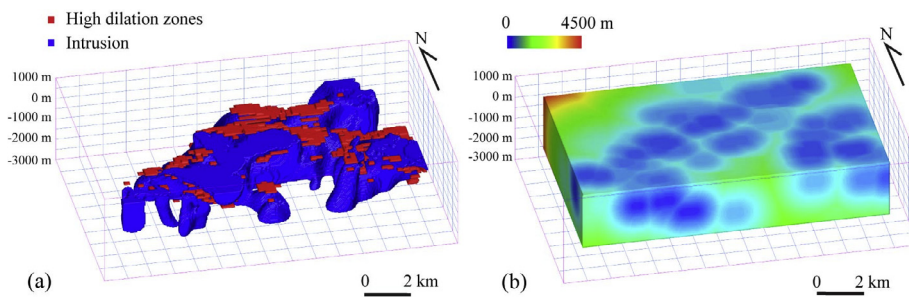 High dilation zones
Intrusion
N
1000 m
0 m
-1000 m
-2000 m
-3000 m
(a)
0 2 km
0 4500 m
N
1000 m
0 m
-1000 m
-2000 m
-3000 m
(b)
0 2 km